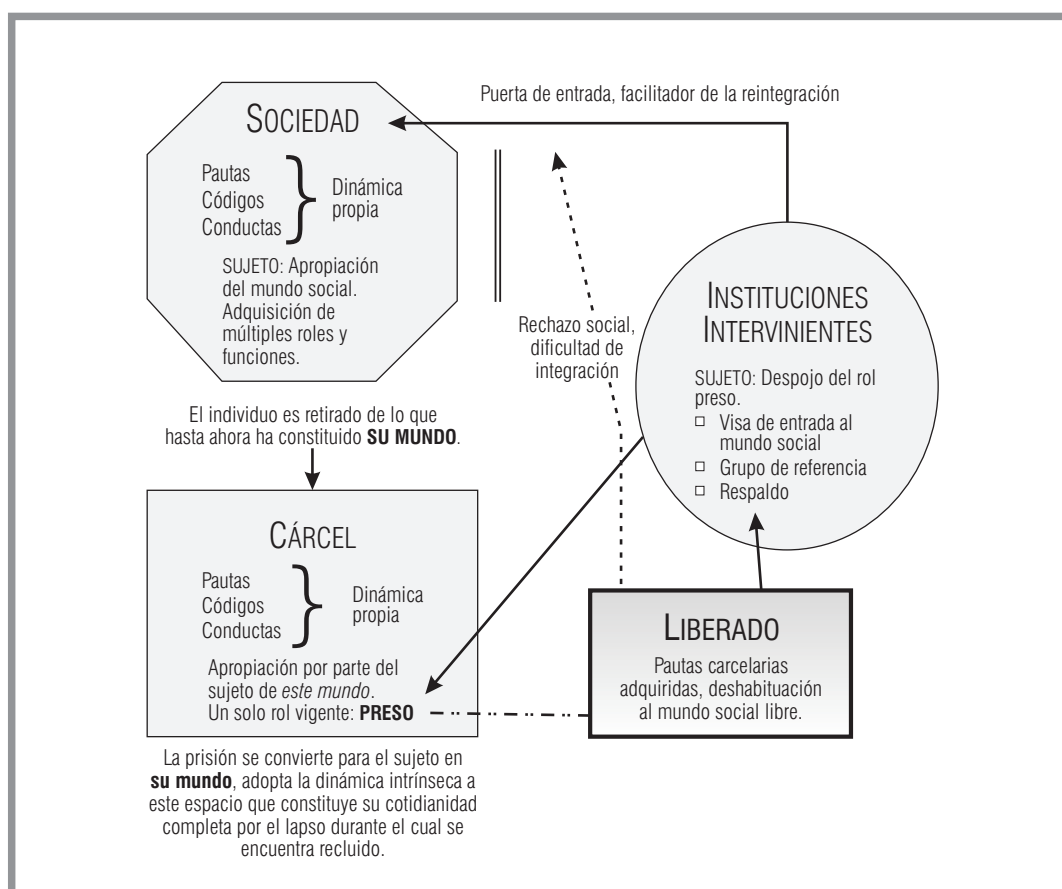 Puerta de entrada, facilitador de la reintegración
SOCIEDAD
Pautas
Códigos
Conductas
Dinámica
propia
SUJETO: Apropiación
del mundo social.
Adquisición de
múltiples roles y
funciones.
Rechazo social,
dificultad de
integración
INSTITUCIONES
INTERVINIENTES
SUJETO: Despojo del rol
preso.
□ Visa de entrada al
mundo social
□ Grupo de referencia
□ Respaldo
El individuo es retirado de lo que
hasta ahora ha constituido SU MUNDO.
CÁRCEL
Pautas
Códigos
Conductas
Dinámica
propia
Apropiación por parte del
sujeto de este mundo.
Un solo rol vigente: PRESO
LIBERADO
Pautas carcelarias
adquiridas, deshabituación
al mundo social libre.
La prisión se convierte para el sujeto en
su mundo, adopta la dinámica intrínseca a
este espacio que constituye su cotidianidad
completa por el lapso durante el cual se
encuentra recluido.